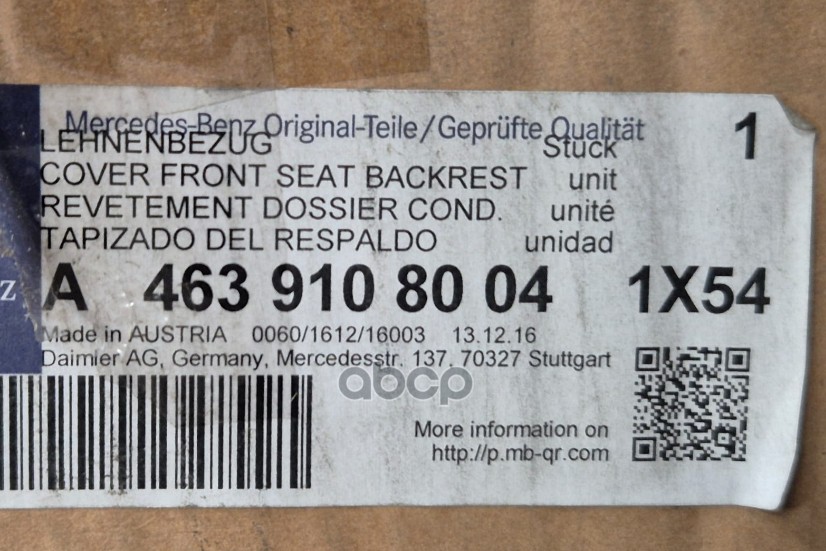 Mercedes-Benz Original-Teile/Geprüfte Qualität
LEHNENBEZUG Stück 1
COVER FRONT SEAT BACKREST unit
REVETEMENT DOSSIER COND. unité
TAPIZADO DEL RESPALDO unidad
z
A 463 910 80 04 1X54
Made in AUSTRIA 0060/1612/16003 13.12.16
Daimler AG, Germany, Mercedesstr. 137, 70327 Stuttgart
abcp
More information on
http://p.mb-qr.com